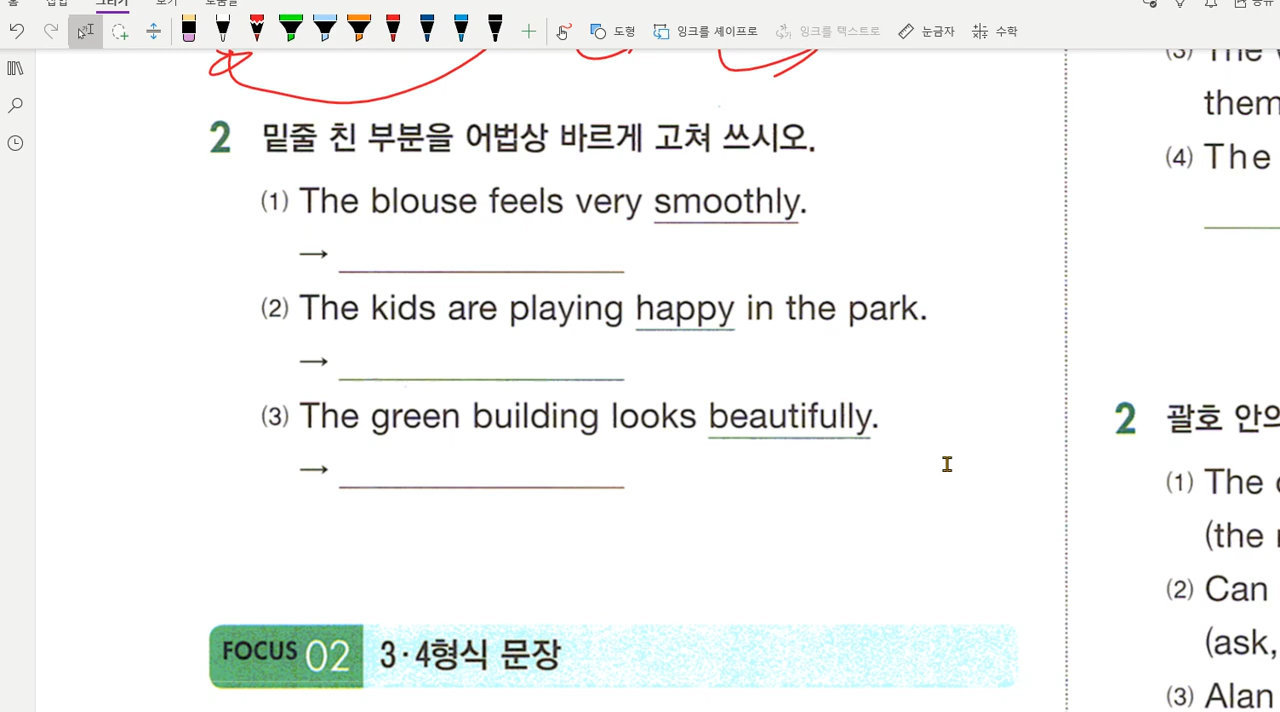 도형
잉크를 셰이프로
잉크를 텍스트로
눈금자
수학
2 밑줄 친 부분을 어법상 바르게 고쳐 쓰시오.
(1) The blouse feels very smoothly.
→
(2) The kids are playing happy in the park.
→
(3) The green building looks beautifully.
→
FOCUS 02 3·4형식 문장
them
(4) The
2 괄호 안의
(1) The
(the
(2) Can
(ask,
(3) Alan